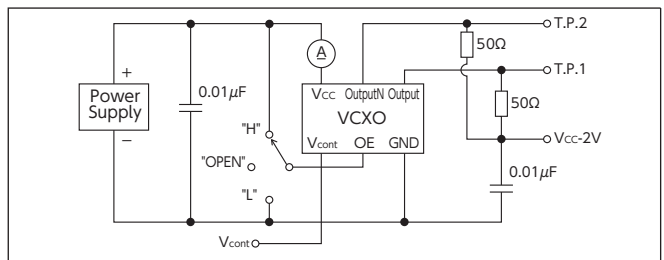 T.P.2
50Ω
A
T.P.1
+
Power
Supply
−
0.01μF
VCC OutputN Output
VCXO
Vcont OE GND
50Ω
"H"
"OPEN"
"L"
VCC-2V
0.01μF
Vcont